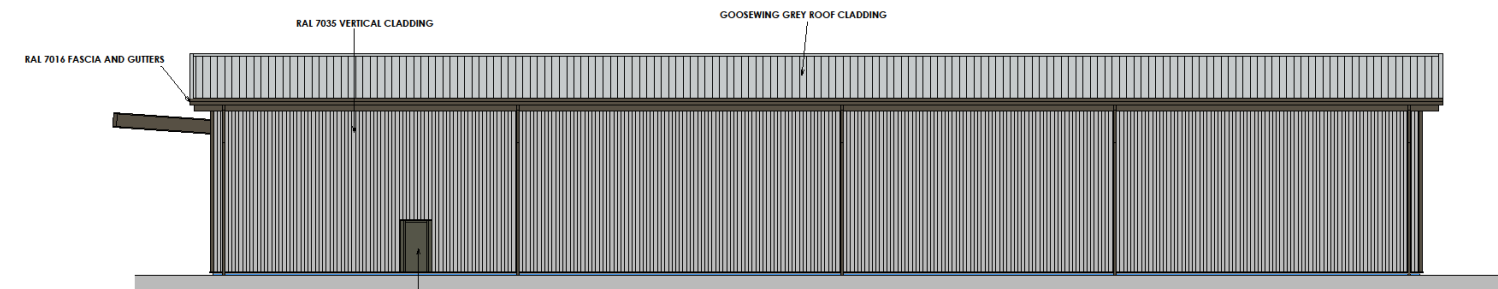 GOOSEWING GREY ROOF CLADDING
RAL 7035 VERTICAL CLADDING
RAL 7016 FASCIA AND GUTTERS